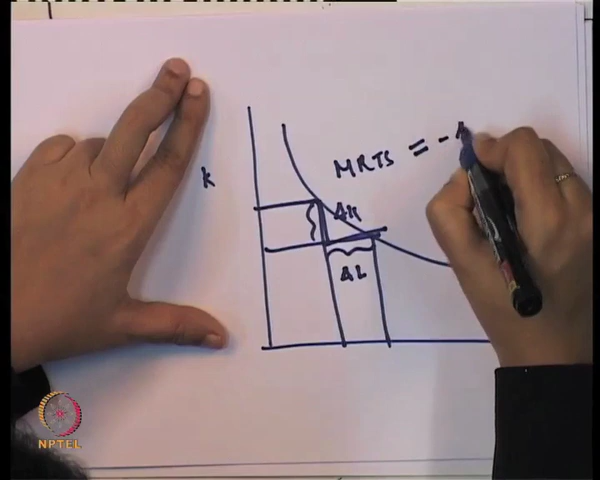 MRTS = -
K
ΔK
ΔL
NPTEL